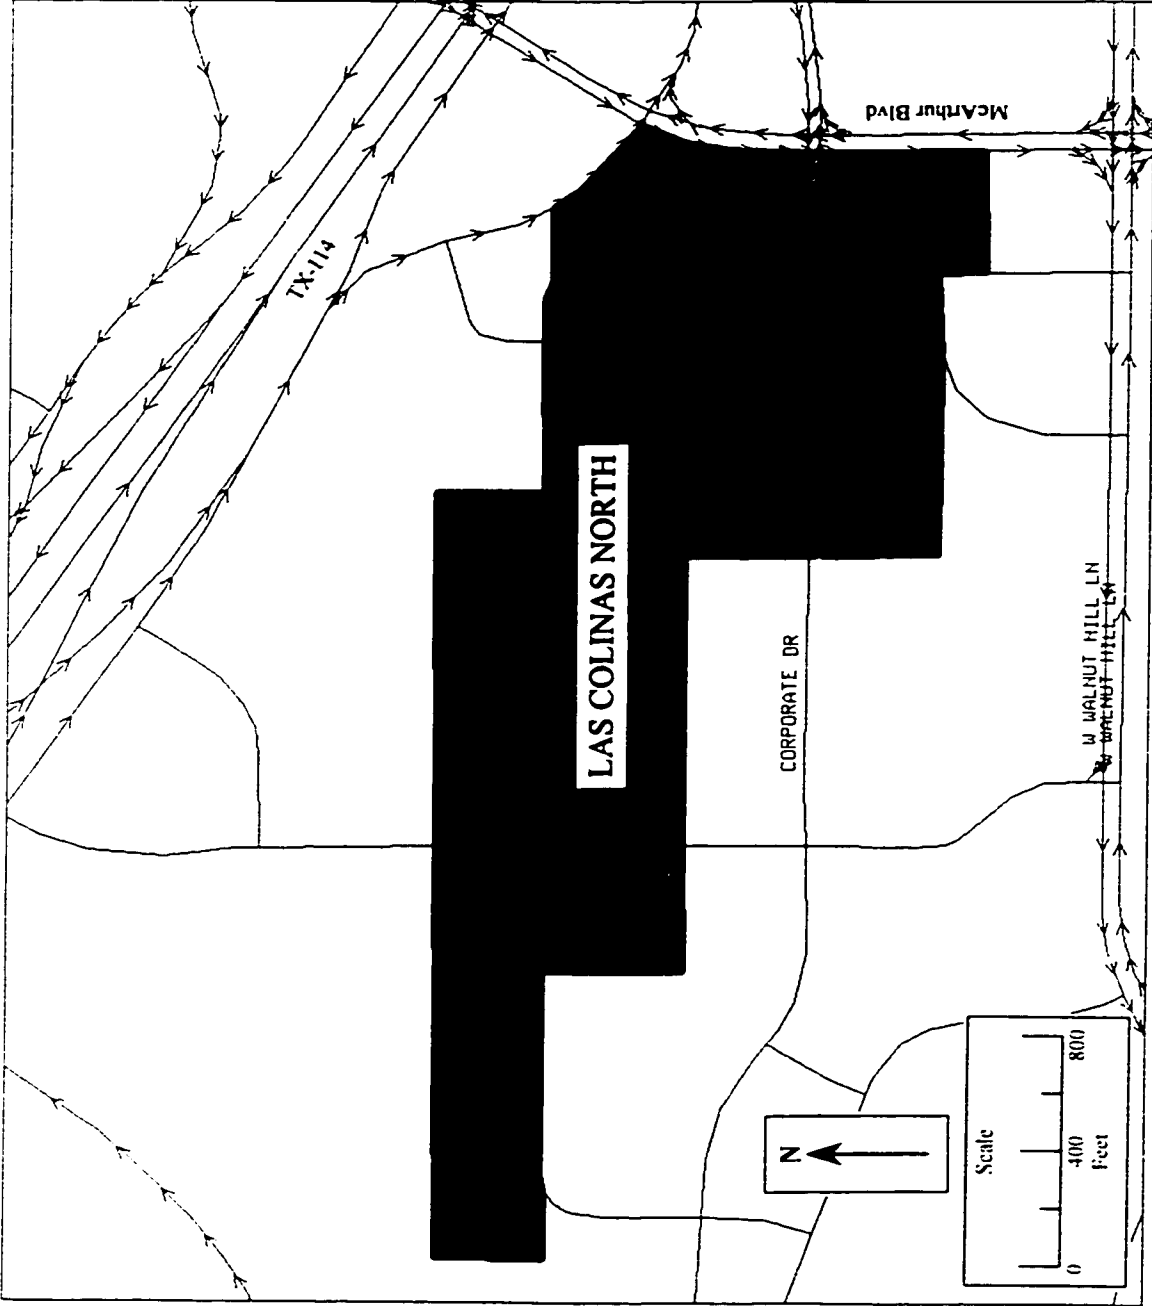 TX-114
McArthur Blvd
LAS COLINAS NORTH
CORPORATE DR
W WALNUT HILL LN
W WALNUT HILL LN
N
Scale
0 400 800
Feet